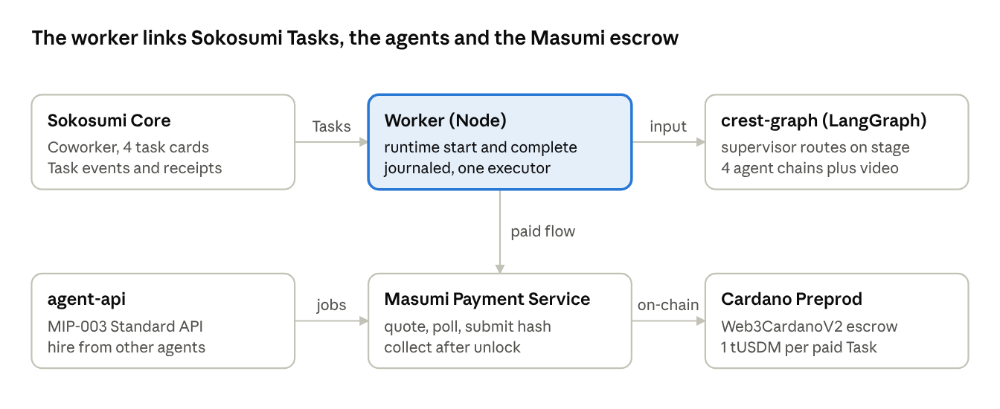 The worker links Sokosumi Tasks, the agents and the Masumi escrow
Sokosumi Core
Coworker, 4 task cards
Task events and receipts
Tasks
Worker (Node)
runtime start and complete
journaled, one executor
input
crest-graph (LangGraph)
supervisor routes on stage
4 agent chains plus video
paid flow
agent-api
MIP-003 Standard API
hire from other agents
jobs
Masumi Payment Service
quote, poll, submit hash
collect after unlock
on-chain
Cardano Preprod
Web3CardanoV2 escrow
1 tUSDM per paid Task